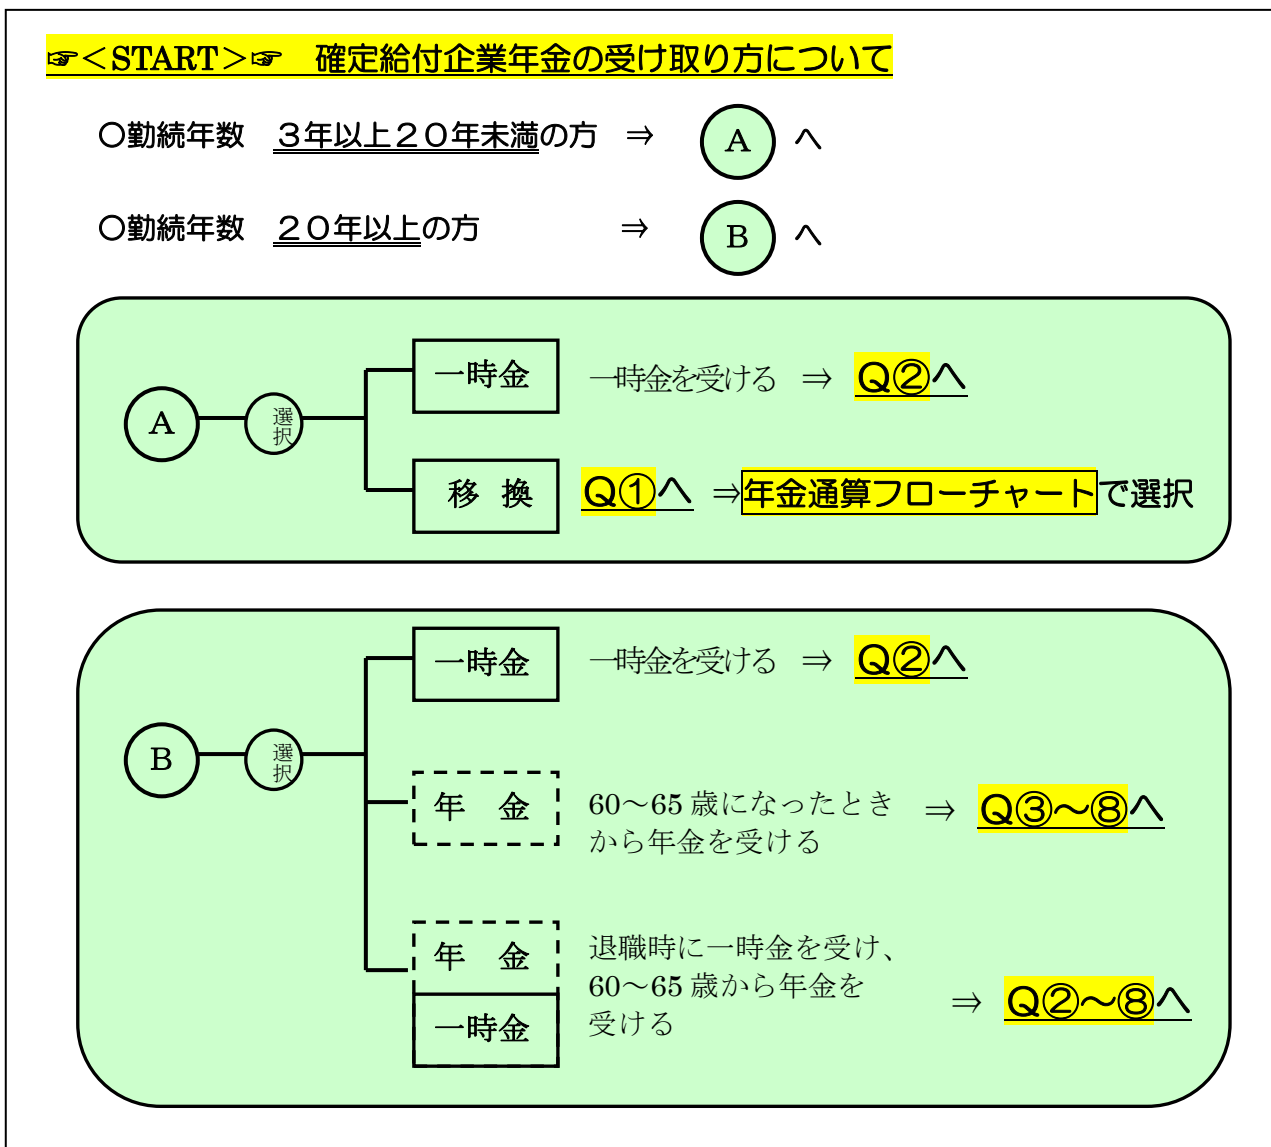 ☞＜START＞☞　確定給付企業年金の受け取り方について
〇勤続年数　３年以上２０年未満の方　⇒　A　へ
〇勤続年数　２０年以上の方　⇒　B　へ
一時金　一時金を受ける　⇒　Q②へ
A　選択
移　換　Q①へ　⇒年金通算フローチャートで選択
一時金　一時金を受ける　⇒　Q②へ
B　選択
年　金　60～65 歳になったとき　⇒　Q③～⑧へ
から年金を受ける
年　金　退職時に一時金を受け、
60～65 歳から年金を　⇒　Q②～⑧へ
一時金　受ける